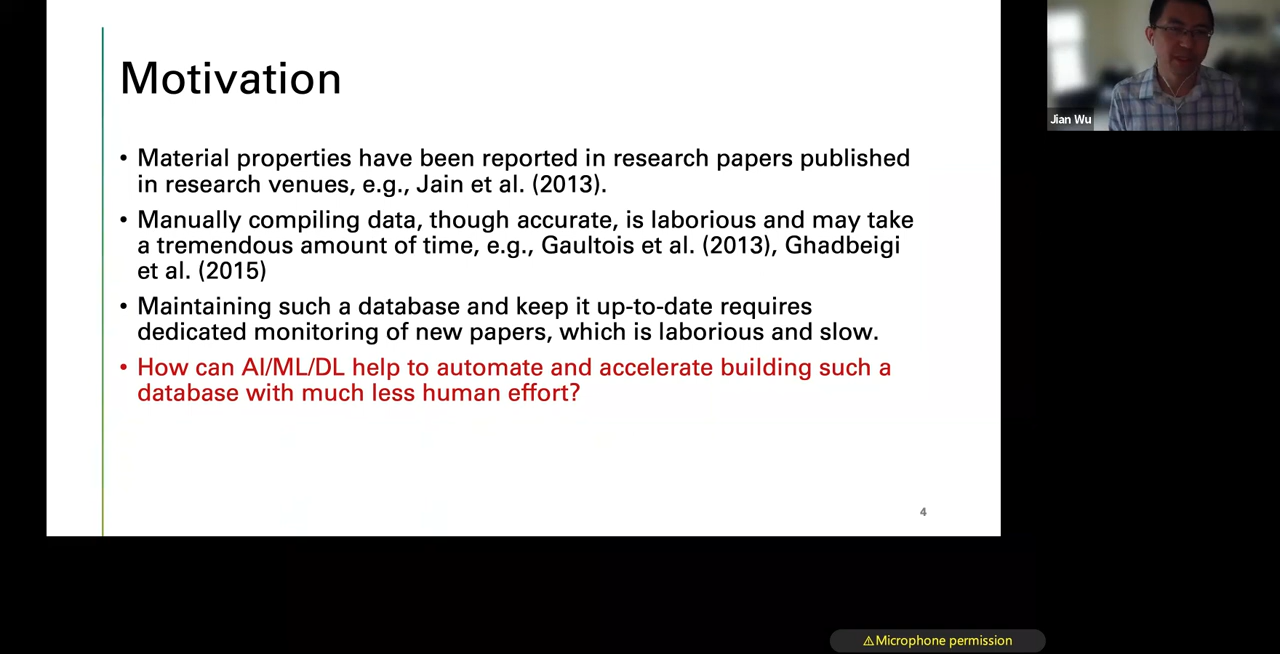 Motivation
• Material properties have been reported in research papers published
in research venues, e.g., Jain et al. (2013).
• Manually compiling data, though accurate, is laborious and may take
a tremendous amount of time, e.g., Gaultois et al. (2013), Ghadbeigi
et al. (2015)
• Maintaining such a database and keep it up-to-date requires
dedicated monitoring of new papers, which is laborious and slow.
• How can AI/ML/DL help to automate and accelerate building such a
database with much less human effort?
4
Jian Wu
⚠Microphone permission